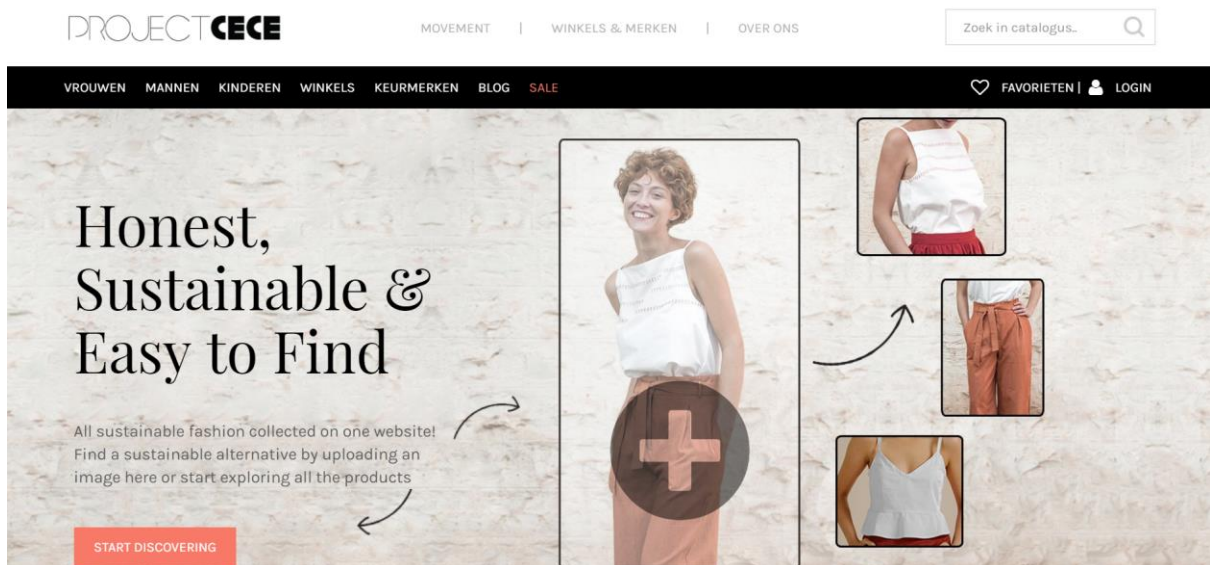 PROJECTCECE
MOVEMENT | WINKELS & MERKEN | OVER ONS
Zoek in catalogus..
VROUWEN MANNEN KINDEREN WINKELS KEURMERKEN BLOG SALE
FAVORIETEN | LOGIN
Honest,
Sustainable &
Easy to Find
All sustainable fashion collected on one website!
Find a sustainable alternative by uploading an
image here or start exploring all the products
START DISCOVERING